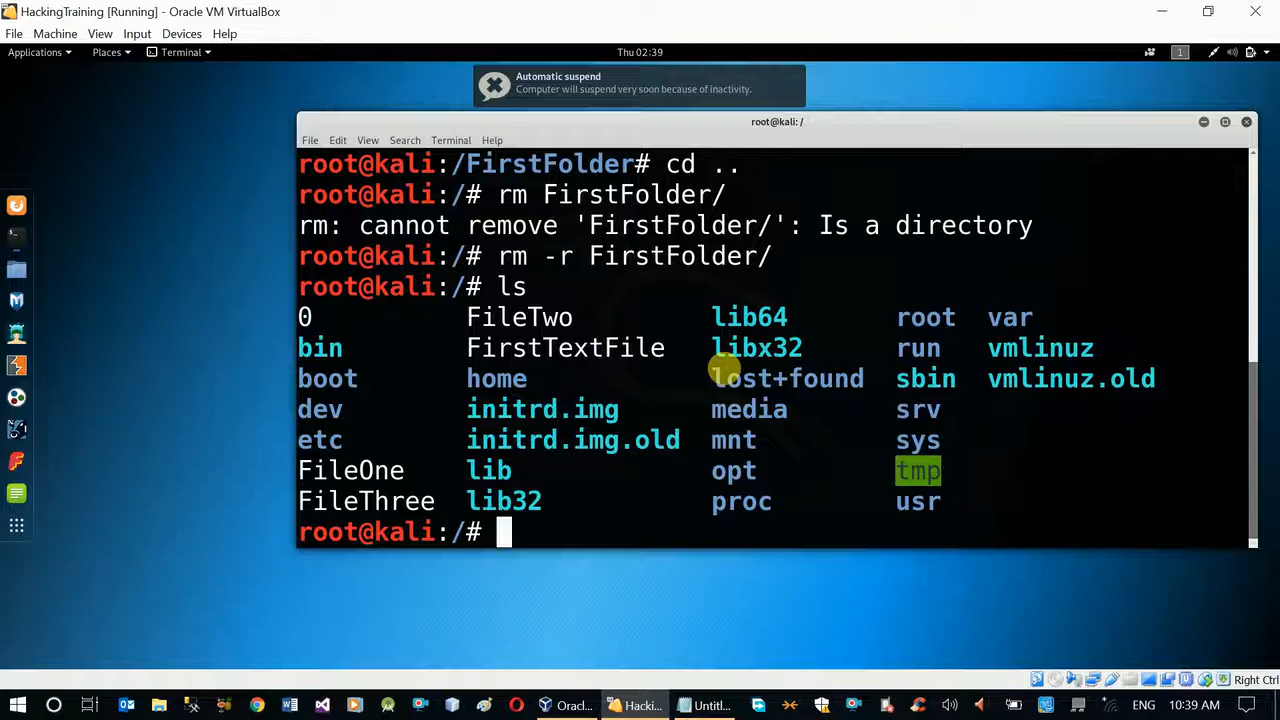 HackingTraining [Running] - Oracle VM VirtualBox
File Machine View Input Devices Help
Applications Places Terminal Thu 02:39 1
Automatic suspend
Computer will suspend very soon because of inactivity.
root@kali: /
File Edit View Search Terminal Help
root@kali:/FirstFolder# cd ..
root@kali:/# rm FirstFolder/
rm: cannot remove 'FirstFolder/': Is a directory
root@kali:/# rm -r FirstFolder/
root@kali:/# ls
0 FileTwo lib64 root var
bin FirstTextFile libx32 run vmlinuz
boot home lost+found sbin vmlinuz.old
dev initrd.img media srv
etc initrd.img.old mnt sys
FileOne lib opt tmp
FileThree lib32 proc usr
root@kali:/#
Right Ctrl
Oracl... Hacki... Untitl... ENG 10:39 AM